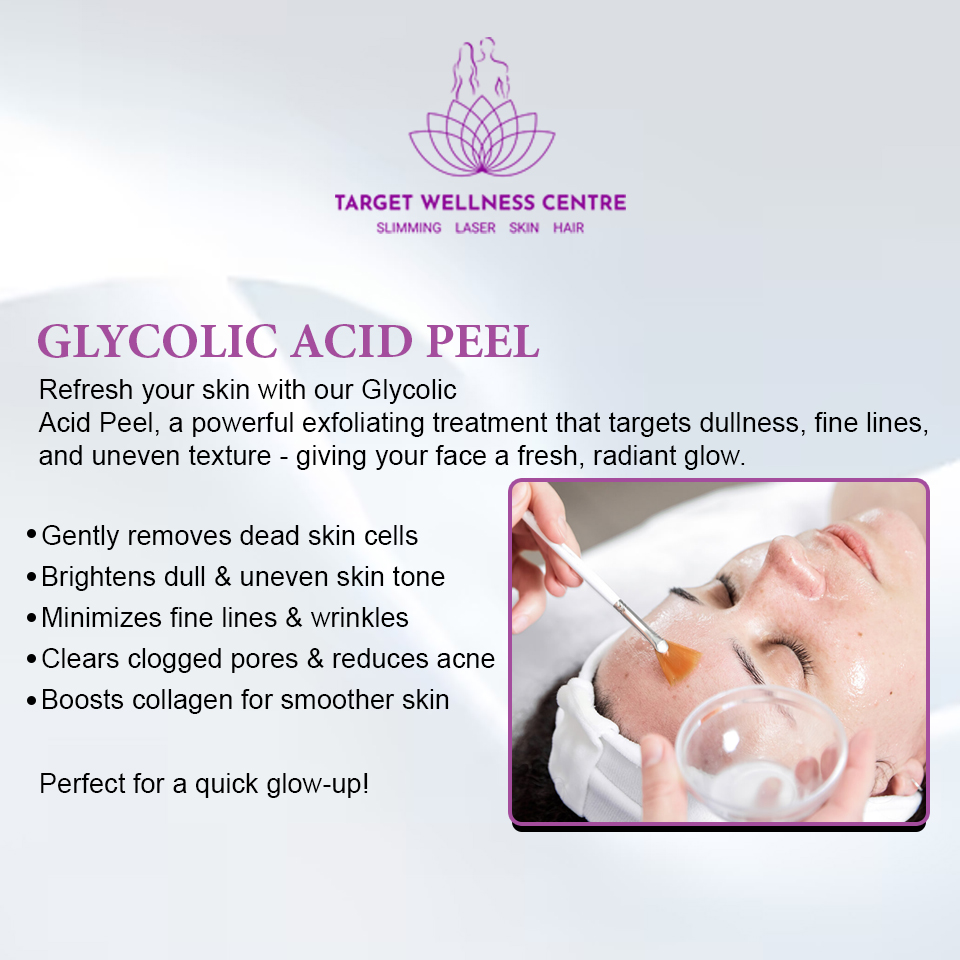 TARGET WELLNESS CENTRE
SLIMMING LASER SKIN HAIR
GLYCOLIC ACID PEEL
Refresh your skin with our Glycolic
Acid Peel, a powerful exfoliating treatment that targets dullness, fine lines,
and uneven texture - giving your face a fresh, radiant glow.
•Gently removes dead skin cells
•Brightens dull & uneven skin tone
•Minimizes fine lines & wrinkles
•Clears clogged pores & reduces acne
•Boosts collagen for smoother skin
Perfect for a quick glow-up!